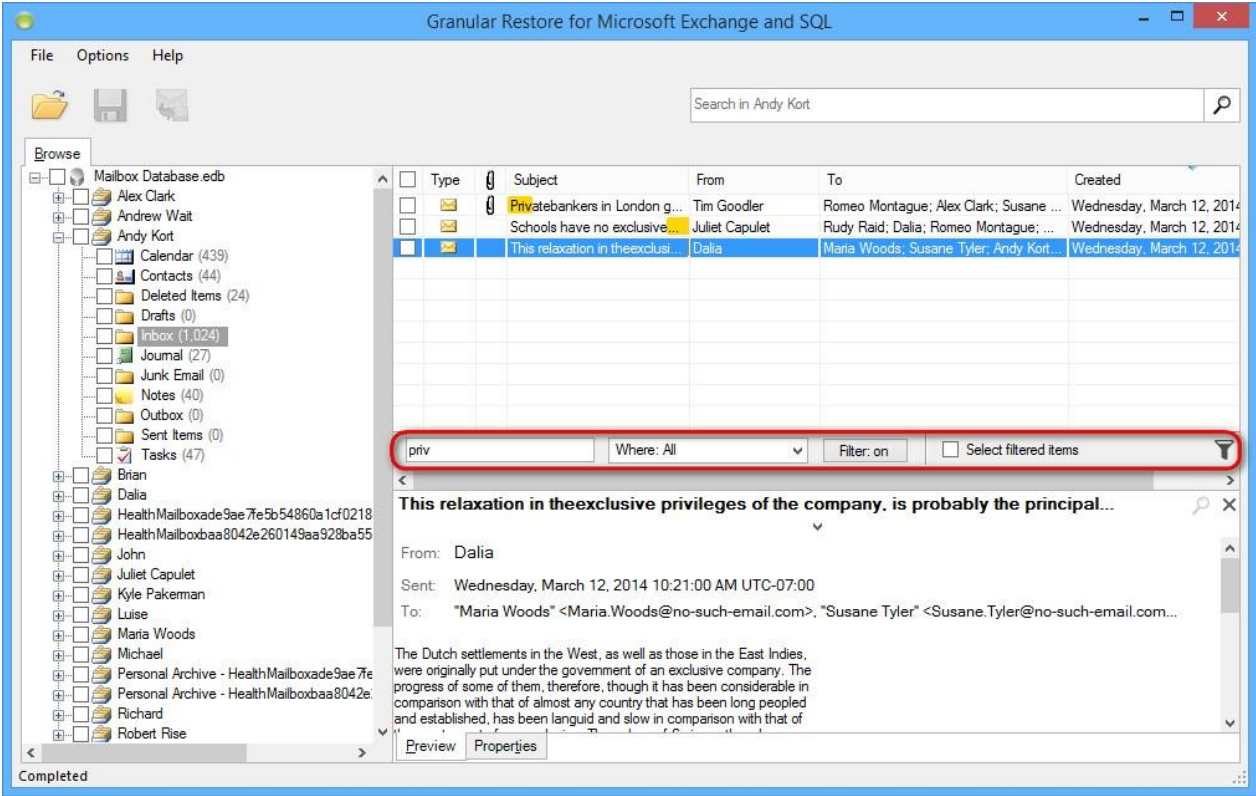 Granular Restore for Microsoft Exchange and SQL
File Options Help
Search in Andy Kort
Browse
Mailbox Database.edb
Alex Clark
Andrew Wait
Andy Kort
Calendar (439)
Contacts (44)
Deleted Items (24)
Drafts (0)
Inbox (1,024)
Journal (27)
Junk Email (0)
Notes (40)
Outbox (0)
Sent Items (0)
Tasks (47)
Brian
Dalia
HealthMailboxade9ae7fe5b54860a1cf0218
HealthMailboxbaa8042e260149aa928ba55
John
Juliet Capulet
Kyle Pakerman
Luise
Maria Woods
Michael
Personal Archive - HealthMailboxade9ae7fe
Personal Archive - HealthMailboxbaa8042e
Richard
Robert Rise
Type Subject From To Created
Privatebankers in London g... Tim Goodler Romeo Montague; Alex Clark; Susane ... Wednesday, March 12, 2014
Schools have no exclusive... Juliet Capulet Rudy Raid; Dalia; Romeo Montague; ... Wednesday, March 12, 2014
This relaxation in theexclusi... Dalia Maria Woods; Susane Tyler; Andy Kort... Wednesday, March 12, 2014
priv Where: All Filter: on Select filtered items
This relaxation in theexclusive privileges of the company, is probably the principal...
From: Dalia
Sent: Wednesday, March 12, 2014 10:21:00 AM UTC-07:00
To: "Maria Woods" <Maria.Woods@no-such-email.com>, "Susane Tyler" <Susane.Tyler@no-such-email.com...
The Dutch settlements in the West, as well as those in the East Indies,
were originally put under the government of an exclusive company. The
progress of some of them, therefore, though it has been considerable in
comparison with that of almost any country that has been long peopled
and established, has been languid and slow in comparison with that of
Preview Properties
Completed